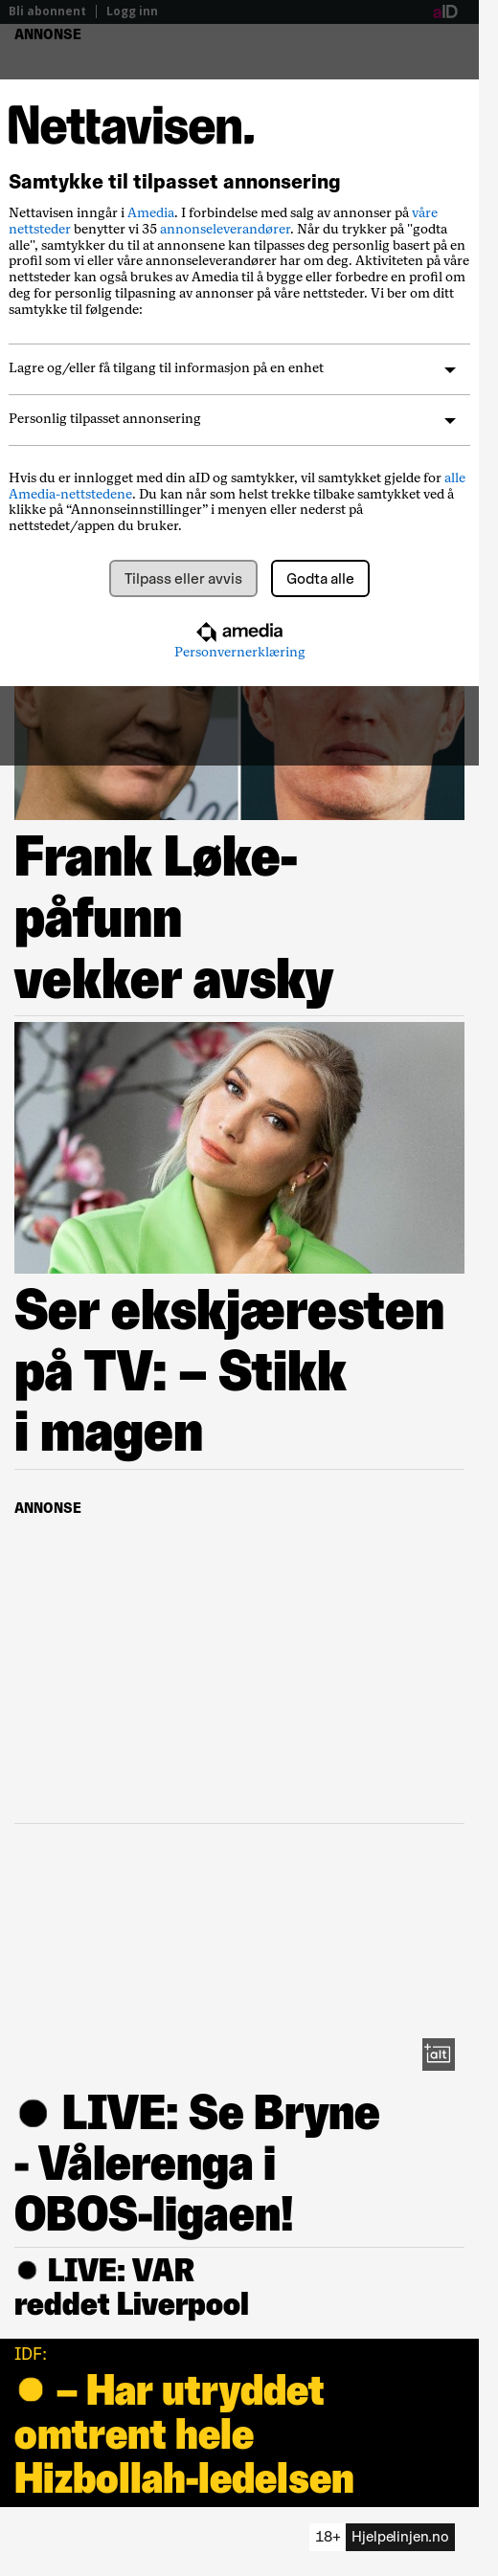 Bli abonnent | Logg inn
aID
ANNONSE
Nettavisen.
Samtykke til tilpasset annonsering
Nettavisen inngår i Amedia. I forbindelse med salg av annonser på våre
nettsteder benytter vi 35 annonseleverandører. Når du trykker på "godta
alle", samtykker du til at annonsene kan tilpasses deg personlig basert på en
profil som vi eller våre annonseleverandører har om deg. Aktiviteten på våre
nettsteder kan også brukes av Amedia til å bygge eller forbedre en profil om
deg for personlig tilpasning av annonser på våre nettsteder. Vi ber om ditt
samtykke til følgende:
Lagre og/eller få tilgang til informasjon på en enhet
Personlig tilpasset annonsering
Hvis du er innlogget med din aID og samtykker, vil samtykket gjelde for alle
Amedia-nettstedene. Du kan når som helst trekke tilbake samtykket ved å
klikke på “Annonseinnstillinger” i menyen eller nederst på
nettstedet/appen du bruker.
Tilpass eller avvis
Godta alle
amedia
Personvernerklæring
Frank Løke-
påfunn
vekker avsky
Ser ekskjæresten
på TV: – Stikk
i magen
ANNONSE
+alt
● LIVE: Se Bryne
- Vålerenga i
OBOS-ligaen!
● LIVE: VAR
reddet Liverpool
IDF:
● – Har utryddet
omtrent hele
Hizbollah-ledelsen
18+ Hjelpelinjen.no